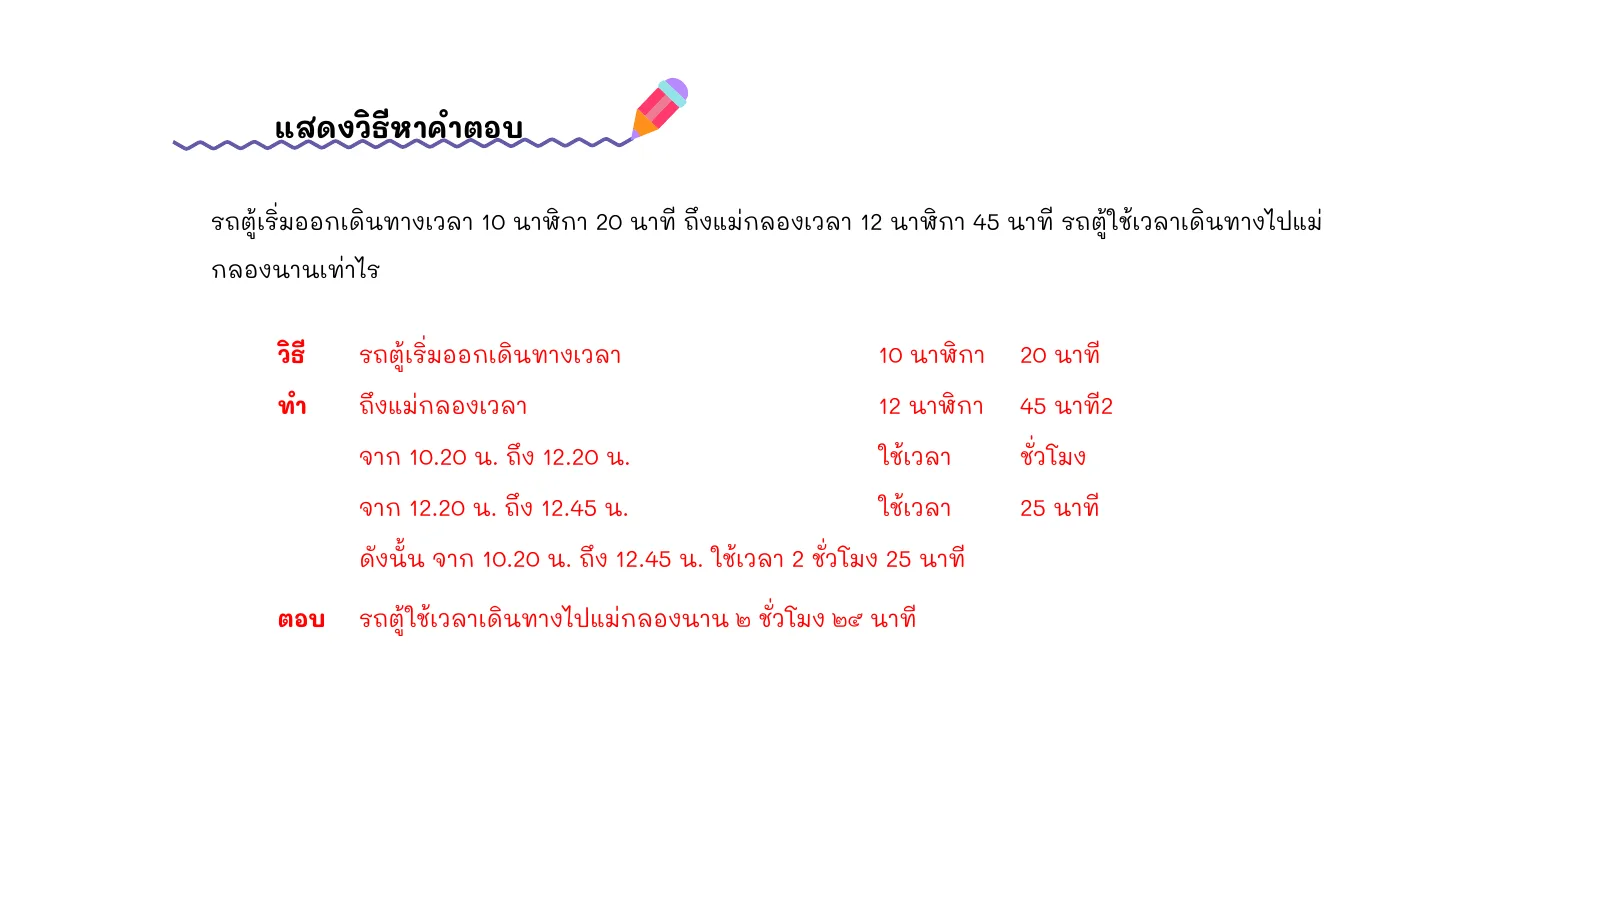 แสดงวิธีหาคำตอบ
รถตู้เริ่มออกเดินทางเวลา 10 นาฬิกา 20 นาที ถึงแม่กลองเวลา 12 นาฬิกา 45 นาที รถตู้ใช้เวลาเดินทางไปแม่
กลองนานเท่าไร
วิธี รถตู้เริ่มออกเดินทางเวลา 10 นาฬิกา 20 นาที
ทำ ถึงแม่กลองเวลา 12 นาฬิกา 45 นาที2
จาก 10.20 น. ถึง 12.20 น. ใช้เวลา ชั่วโมง
จาก 12.20 น. ถึง 12.45 น. ใช้เวลา 25 นาที
ดังนั้น จาก 10.20 น. ถึง 12.45 น. ใช้เวลา 2 ชั่วโมง 25 นาที
ตอบ รถตู้ใช้เวลาเดินทางไปแม่กลองนาน ๒ ชั่วโมง ๒๕ นาที